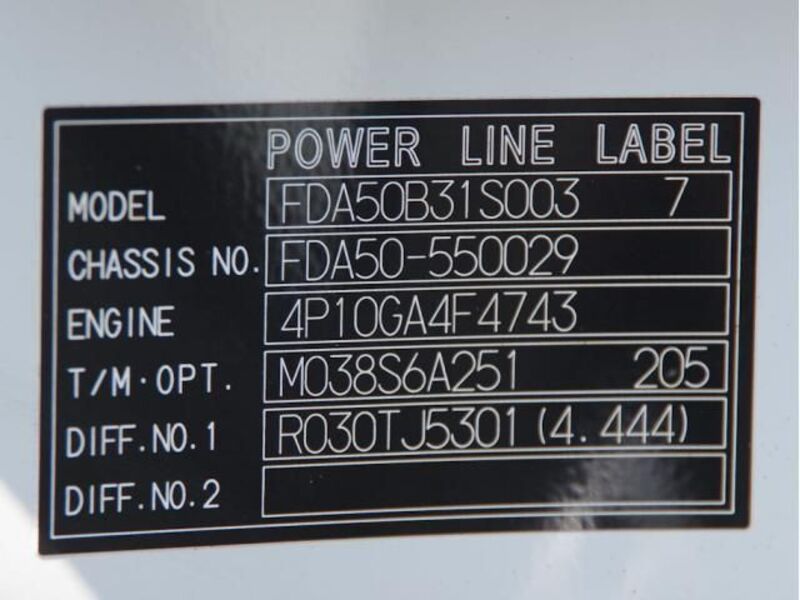 POWER LINE LABEL
MODEL FDA50B31S003 7
CHASSIS NO. FDA50-550029
ENGINE 4P10GA4F4743
T/M·OPT. M038S6A251 205
DIFF.NO.1 R030TJ5301(4.444)
DIFF.NO.2